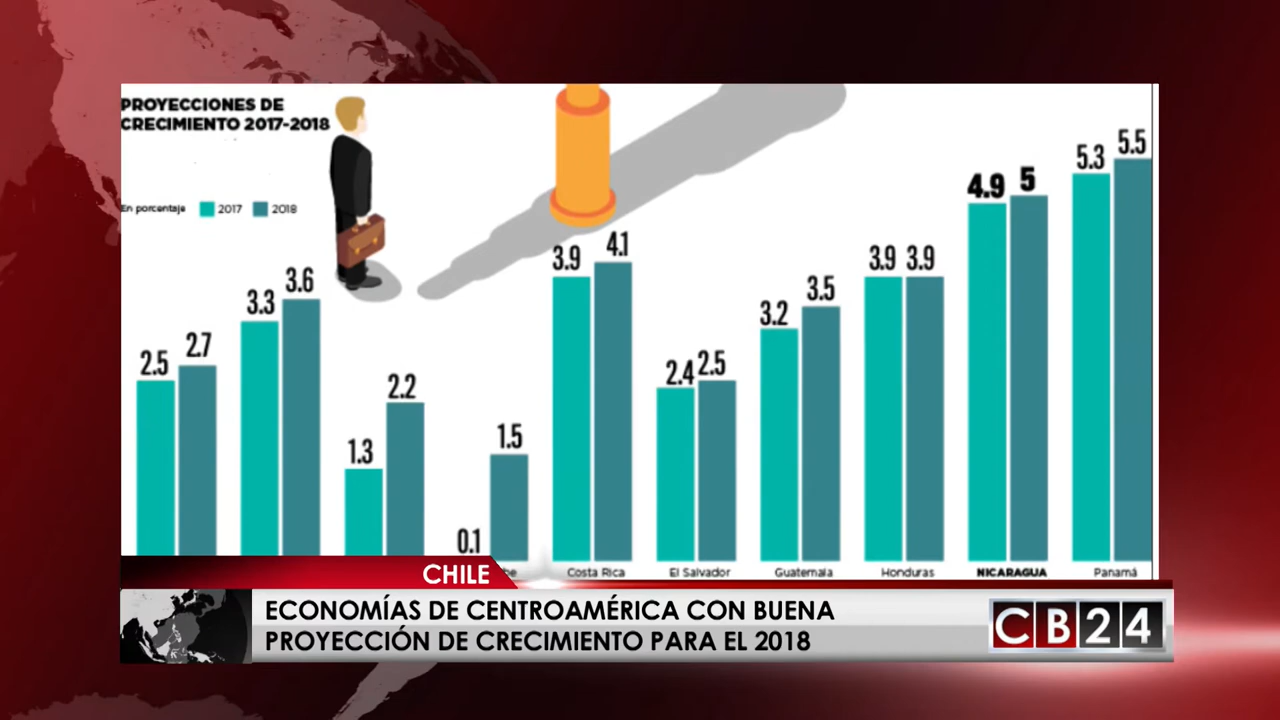 PROYECCIONES DE
CRECIMIENTO 2017-2018
En porcentaje 2017 2018
2.5 2.7 3.3 3.6 1.3 2.2 0.1 1.5 3.9 4.1 2.4 2.5 3.2 3.5 3.9 3.9 4.9 5 5.3 5.5
Costa Rica El Salvador Guatemala Honduras NICARAGUA Panamá
CHILE
ECONOMÍAS DE CENTROAMÉRICA CON BUENA
PROYECCIÓN DE CRECIMIENTO PARA EL 2018
CB24